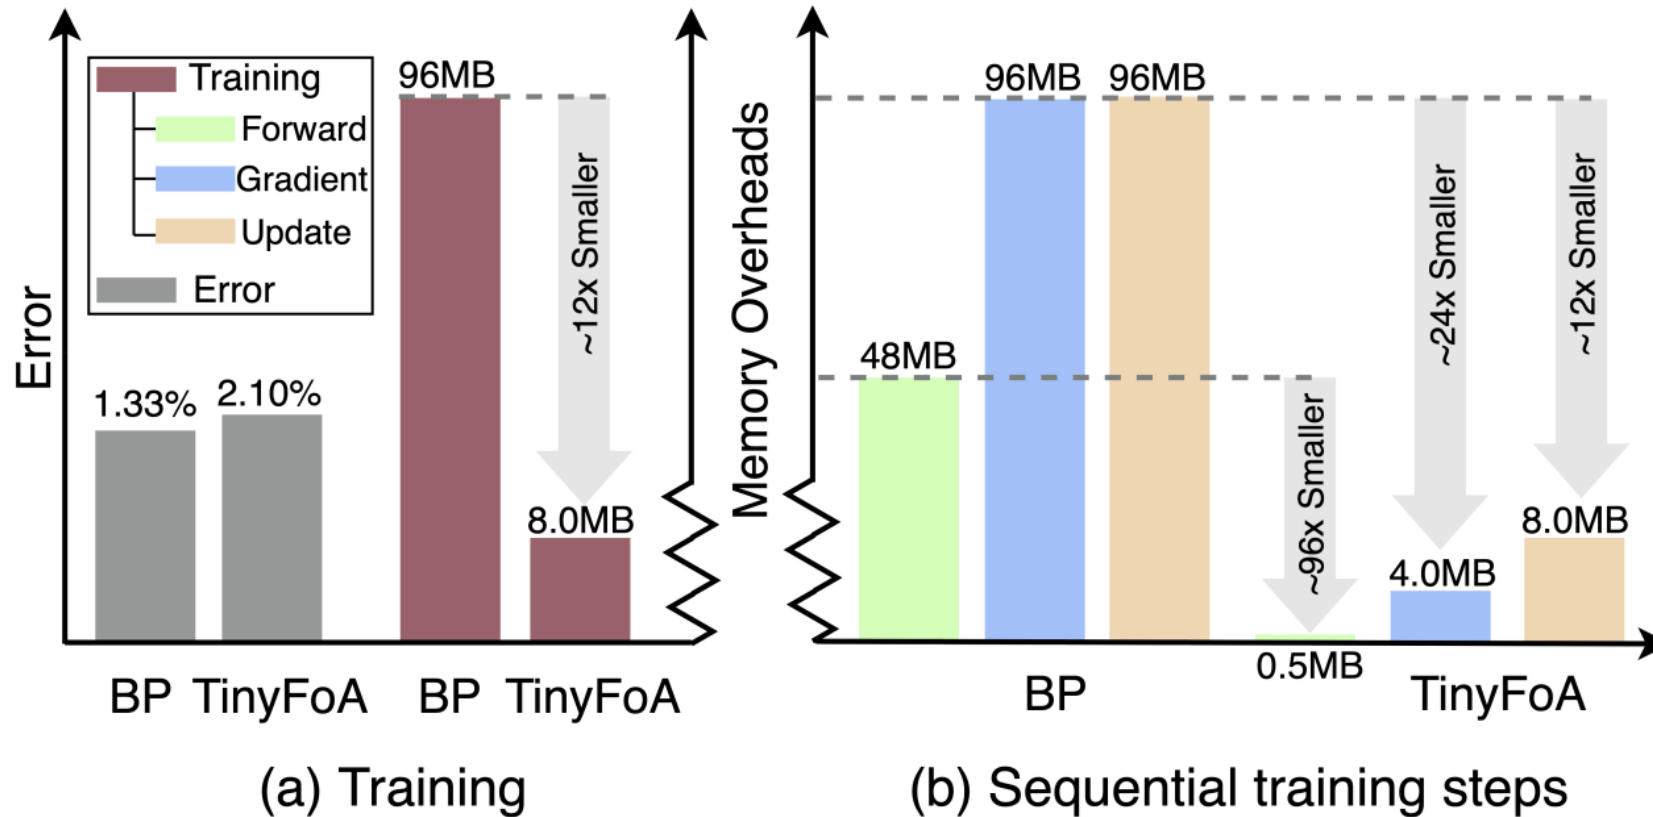 Training
Forward
Gradient
Update
Error
Error
1.33%
2.10%
96MB
~12x Smaller
8.0MB
BP TinyFoA BP TinyFoA
(a) Training
Memory Overheads
48MB
96MB 96MB
~96x Smaller
~24x Smaller
~12x Smaller
0.5MB
4.0MB
8.0MB
BP TinyFoA
(b) Sequential training steps